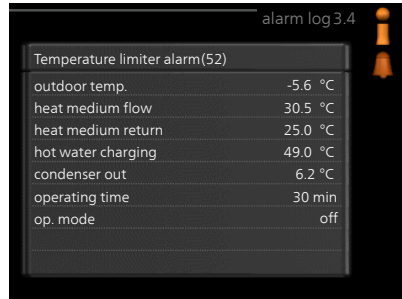 alarm log 3.4
Temperature limiter alarm(52)
outdoor temp. -5.6 °C
heat medium flow 30.5 °C
heat medium return 25.0 °C
hot water charging 49.0 °C
condenser out 6.2 °C
operating time 30 min
op. mode off